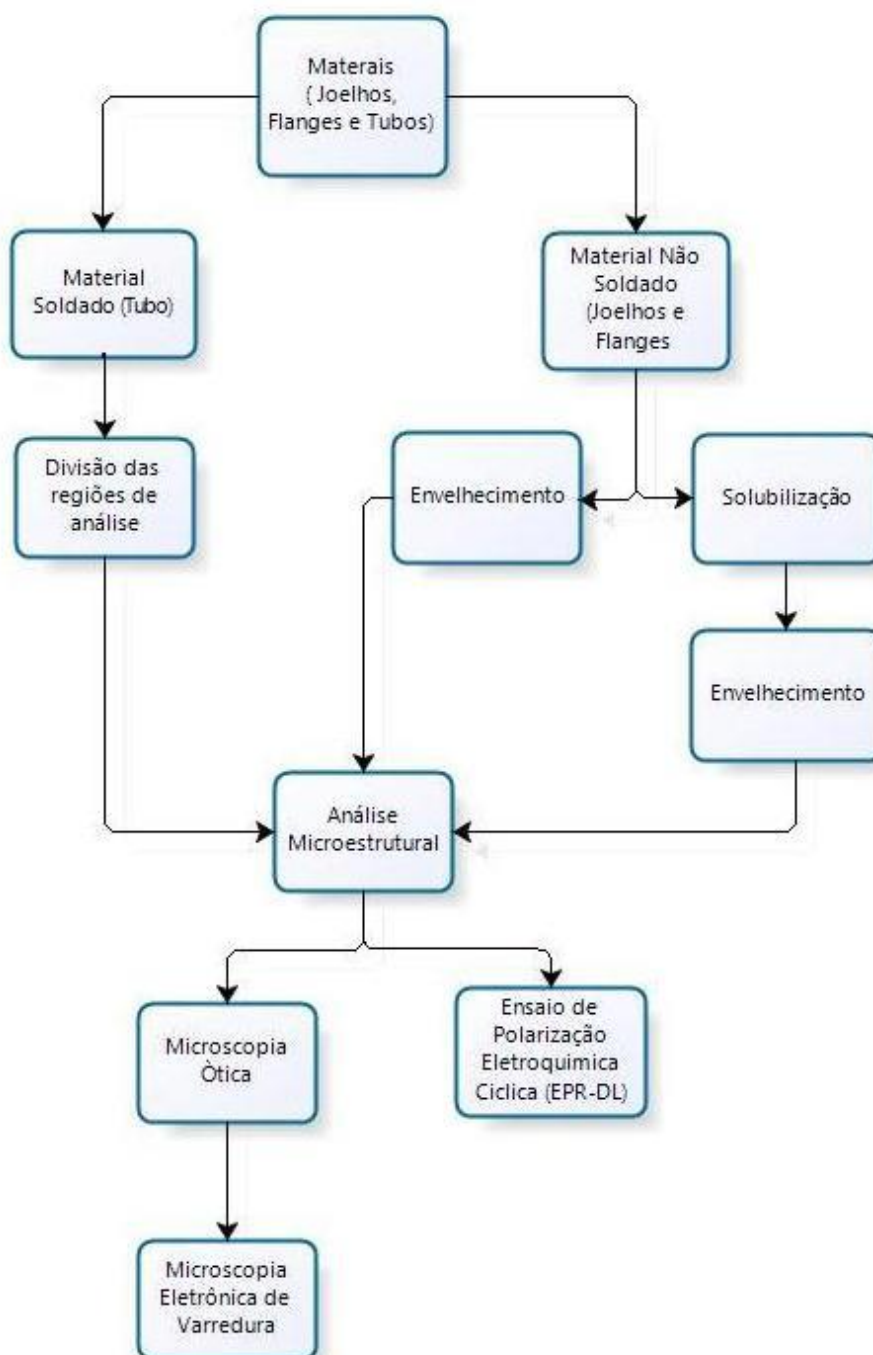 Materais
( Joelhos,
Flanges e Tubos)
Material
Soldado (Tubo)
Material Não
Soldado
(Joelhos e
Flanges
Divisão das
regiões de
análise
Envelhecimento
Solubilização
Envelhecimento
Análise
Microestrutural
Microscopia
Òtica
Ensaio de
Polarização
Eletroquimica
Ciclica (EPR-DL)
Microscopia
Eletrônica de
Varredura